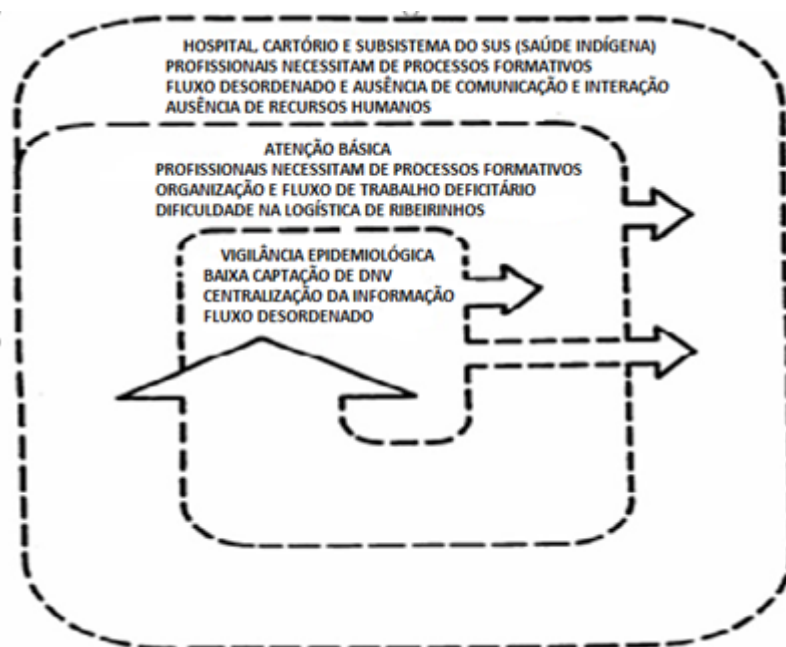 HOSPITAL, CARTÓRIO E SUBSISTEMA DO SUS (SAÚDE INDÍGENA)
PROFISSIONAIS NECESSITAM DE PROCESSOS FORMATIVOS
FLUXO DESORDENADO E AUSÊNCIA DE COMUNICAÇÃO E INTERAÇÃO
AUSÊNCIA DE RECURSOS HUMANOS
ATENÇÃO BÁSICA
PROFISSIONAIS NECESSITAM DE PROCESSOS FORMATIVOS
ORGANIZAÇÃO E FLUXO DE TRABALHO DEFICITÁRIO
DIFICULDADE NA LOGÍSTICA DE RIBEIRINHOS
VIGILÂNCIA EPIDEMIOLÓGICA
BAIXA CAPTAÇÃO DE DNV
CENTRALIZAÇÃO DA INFORMAÇÃO
FLUXO DESORDENADO